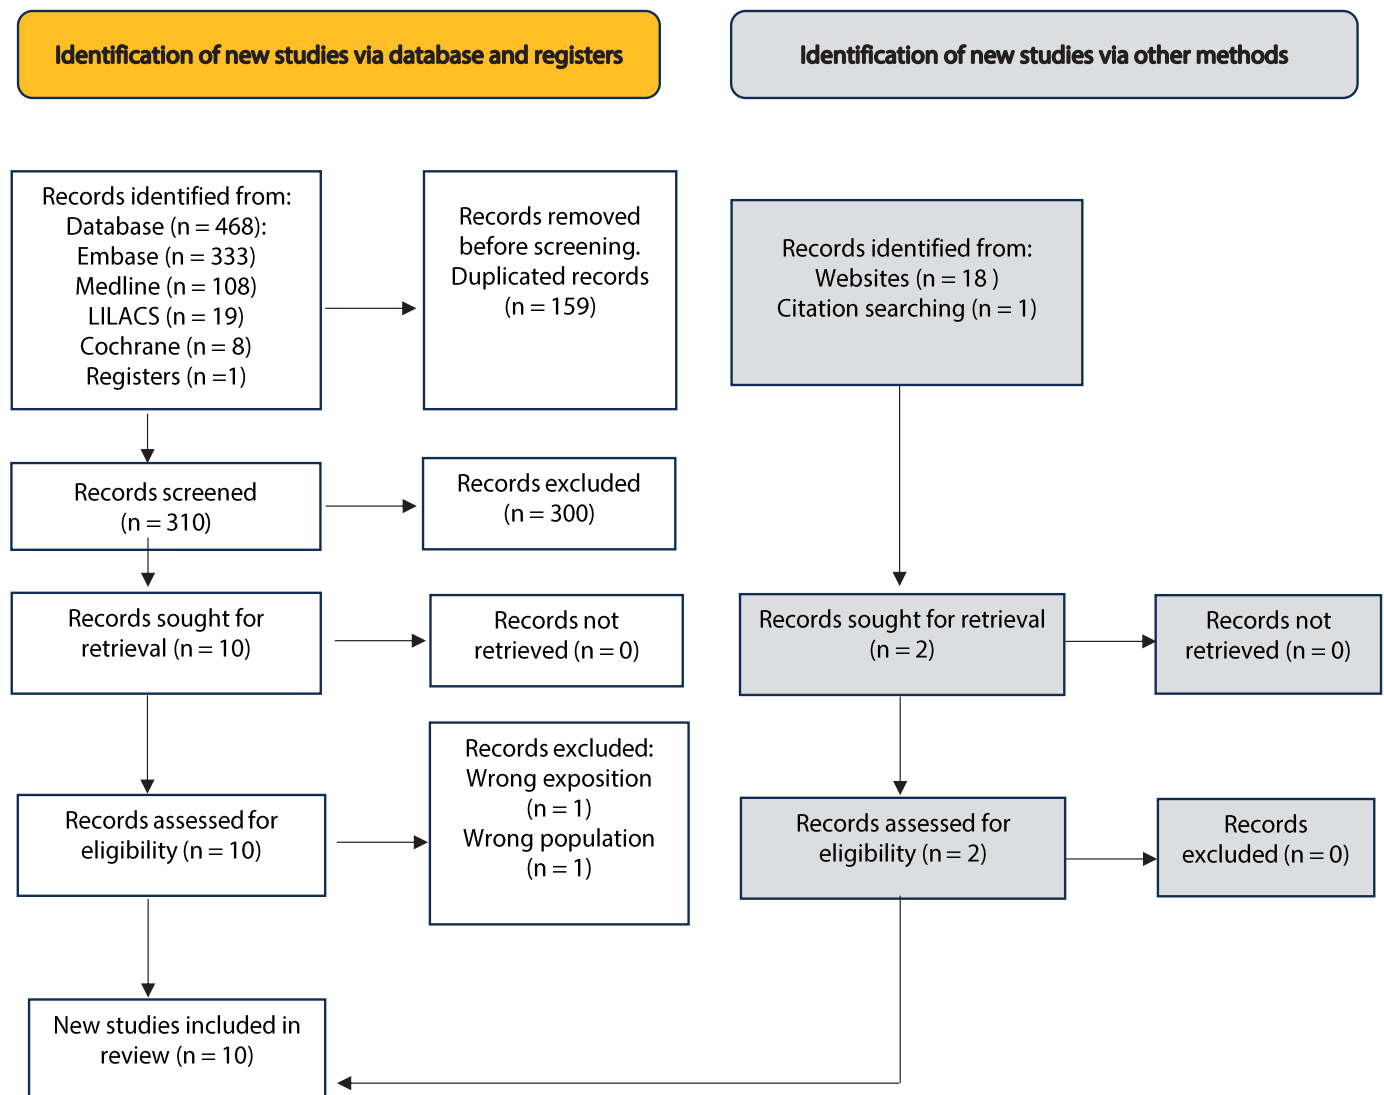 Identification of new studies via database and registers
Identification of new studies via other methods
Records identified from:
Database (n = 468):
Embase (n = 333)
Medline (n = 108)
LILACS (n = 19)
Cochrane (n = 8)
Registers (n =1)
Records removed
before screening.
Duplicated records
(n = 159)
Records identified from:
Websites (n = 18 )
Citation searching (n = 1)
Records screened
(n = 310)
Records excluded
(n = 300)
Records sought for
retrieval (n = 10)
Records not
retrieved (n = 0)
Records sought for retrieval
(n = 2)
Records not
retrieved (n = 0)
Records assessed for
eligibility (n = 10)
Records excluded:
Wrong exposition
(n = 1)
Wrong population
(n = 1)
Records assessed for
eligibility (n = 2)
Records
excluded (n = 0)
New studies included in
review (n = 10)